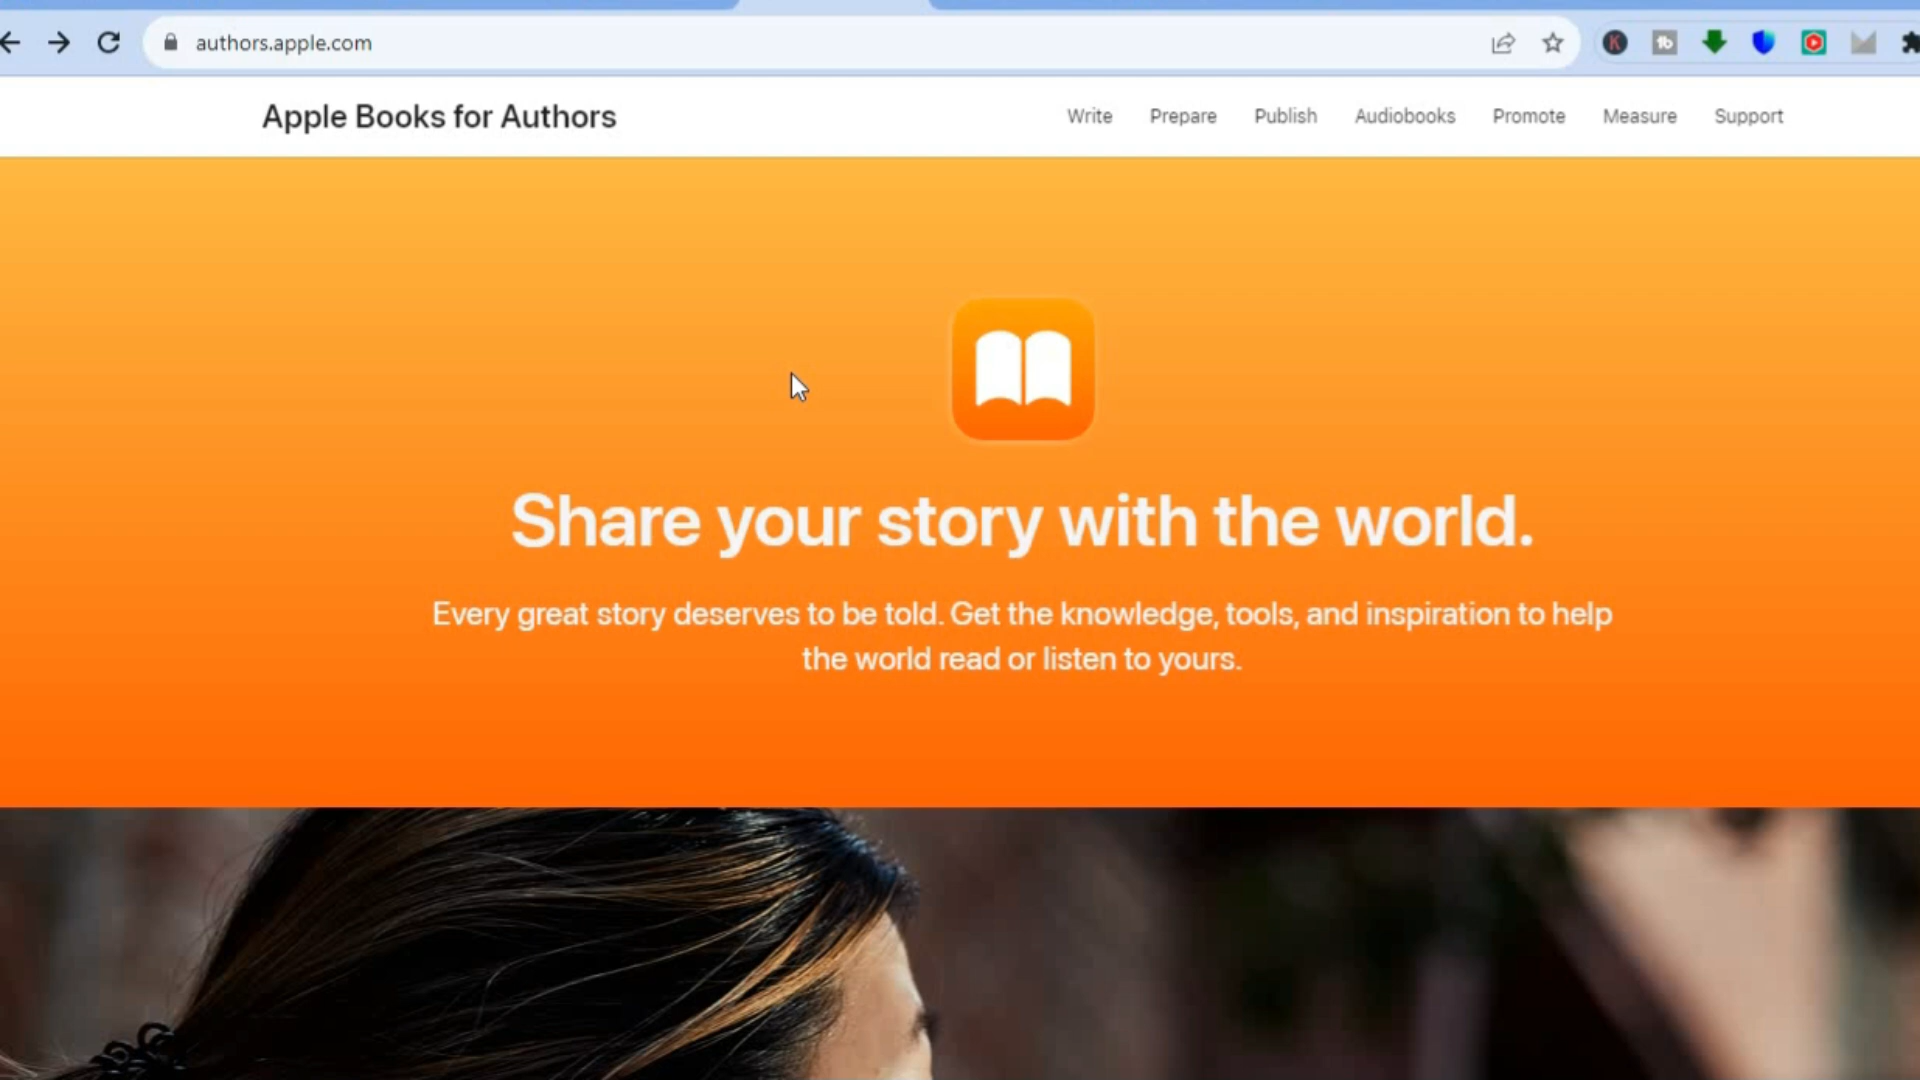 authors.apple.com
Apple Books for Authors
Write Prepare Publish Audiobooks Promote Measure Support
Share your story with the world.
Every great story deserves to be told. Get the knowledge, tools, and inspiration to help
the world read or listen to yours.